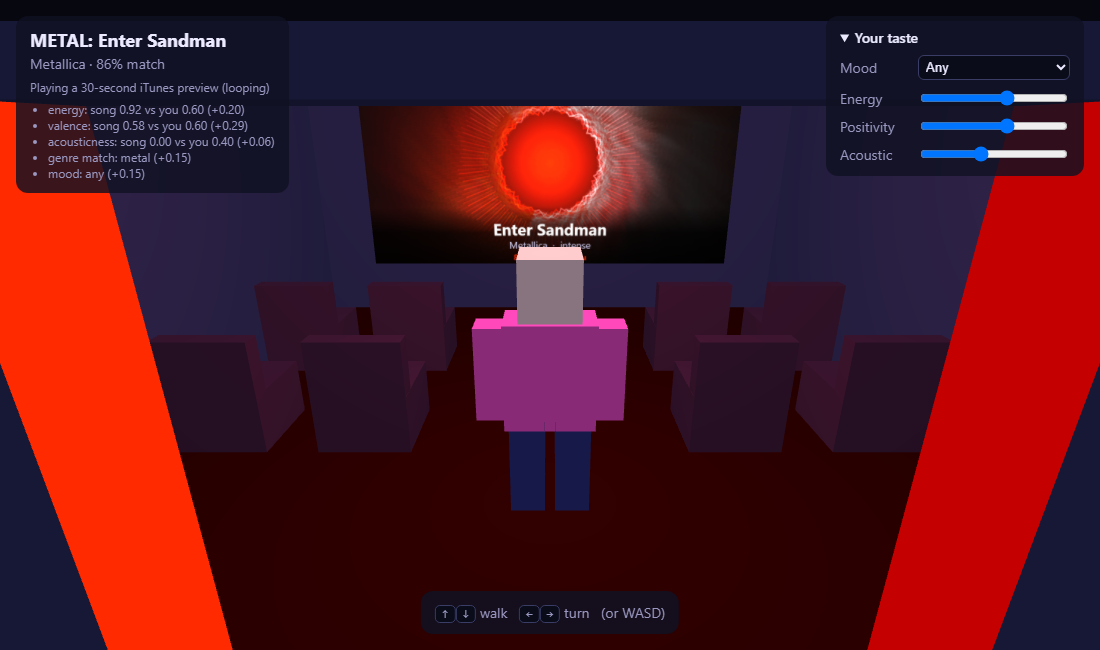 METAL: Enter Sandman
Metallica · 86% match
Playing a 30-second iTunes preview (looping)
• energy: song 0.92 vs you 0.60 (+0.20)
• valence: song 0.58 vs you 0.60 (+0.29)
• acousticness: song 0.00 vs you 0.40 (+0.06)
• genre match: metal (+0.15)
• mood: any (+0.15)
▼ Your taste
Mood Any
Energy
Positivity
Acoustic
Enter Sandman
Metallica · intense
↑ ↓ walk ← → turn (or WASD)